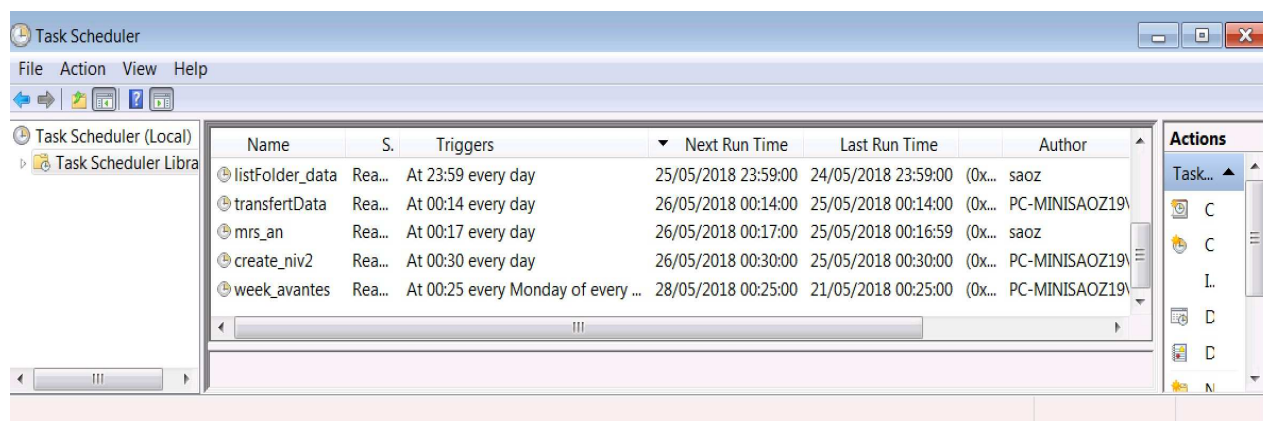 Task Scheduler
File Action View Help
Task Scheduler (Local)
Task Scheduler Libra
Name S. Triggers Next Run Time Last Run Time Author
listFolder_data Rea... At 23:59 every day 25/05/2018 23:59:00 24/05/2018 23:59:00 (0x... saoz
transfertData Rea... At 00:14 every day 26/05/2018 00:14:00 25/05/2018 00:14:00 (0x... PC-MINISAOZ19\
mrs_an Rea... At 00:17 every day 26/05/2018 00:17:00 25/05/2018 00:16:59 (0x... saoz
create_niv2 Rea... At 00:30 every day 26/05/2018 00:30:00 25/05/2018 00:30:00 (0x... PC-MINISAOZ19\
week_avantes Rea... At 00:25 every Monday of every ... 28/05/2018 00:25:00 21/05/2018 00:25:00 (0x... PC-MINISAOZ19\
Actions
Task...
C
C
I..
D
D
N